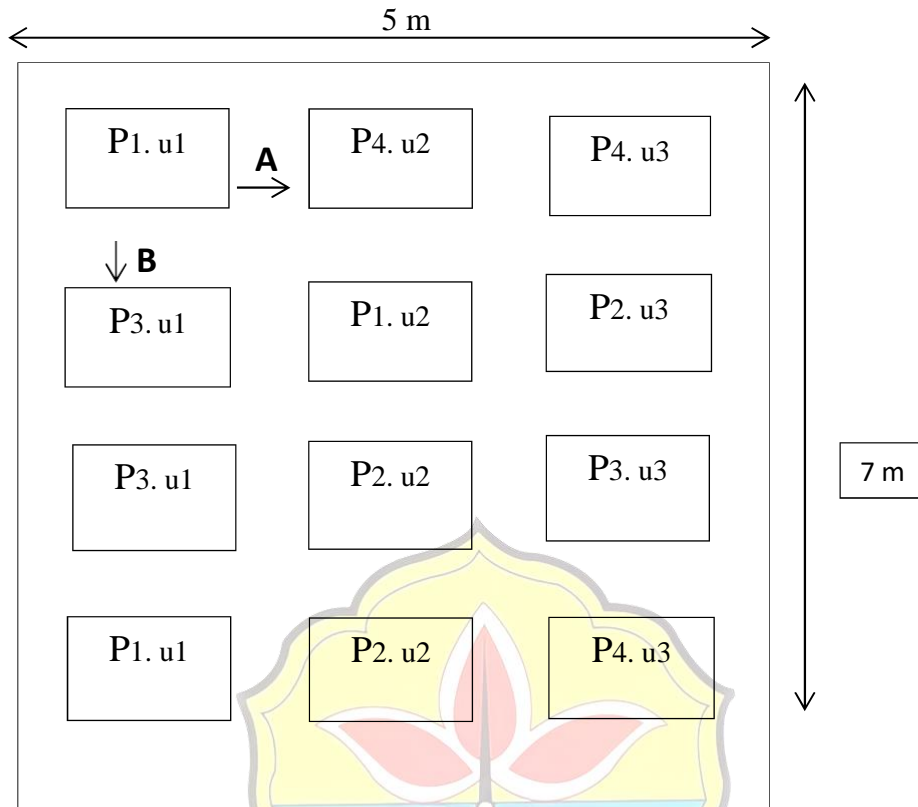 5 m
P1. u1
A
P4. u2
P4. u3
B
P3. u1
P1. u2
P2. u3
P3. u1
P2. u2
P3. u3
7 m
P1. u1
P2. u2
P4. u3